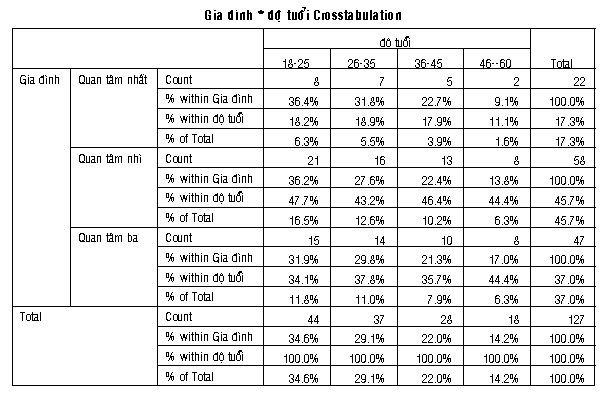 Gia đình * độ tuổi Crosstabulation
độ tuổi
18-25 26-35 36-45 46--60 Total
Gia đình Quan tâm nhất Count 8 7 5 2 22
% within Gia đình 36.4% 31.8% 22.7% 9.1% 100.0%
% within độ tuổi 18.2% 18.9% 17.9% 11.1% 17.3%
% of Total 6.3% 5.5% 3.9% 1.6% 17.3%
Quan tâm nhì Count 21 16 13 8 58
% within Gia đình 36.2% 27.6% 22.4% 13.8% 100.0%
% within độ tuổi 47.7% 43.2% 46.4% 44.4% 45.7%
% of Total 16.5% 12.6% 10.2% 6.3% 45.7%
Quan tâm ba Count 15 14 10 8 47
% within Gia đình 31.9% 29.8% 21.3% 17.0% 100.0%
% within độ tuổi 34.1% 37.8% 35.7% 44.4% 37.0%
% of Total 11.8% 11.0% 7.9% 6.3% 37.0%
Total Count 44 37 28 18 127
% within Gia đình 34.6% 29.1% 22.0% 14.2% 100.0%
% within độ tuổi 100.0% 100.0% 100.0% 100.0% 100.0%
% of Total 34.6% 29.1% 22.0% 14.2% 100.0%